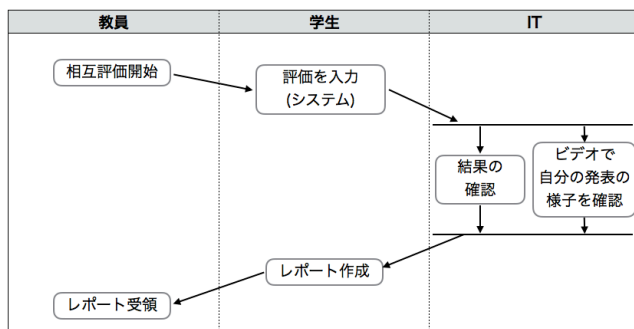 教員
学生
IT
相互評価開始
評価を入力
(システム)
結果の
確認
ビデオで
自分の発表の
様子を確認
レポート作成
レポート受領